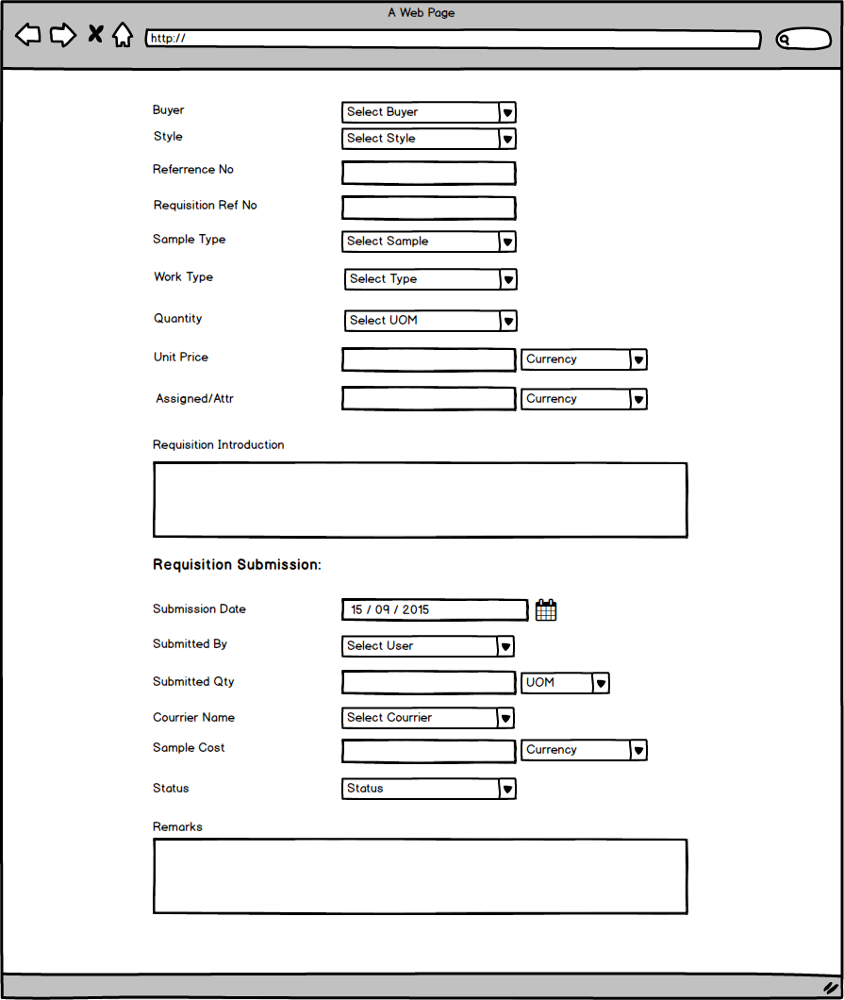 A Web Page
http://
Buyer Select Buyer
Style Select Style
Referrence No
Requisition Ref No
Sample Type Select Sample
Work Type Select Type
Quantity Select UOM
Unit Price Currency
Assigned/Attr Currency
Requisition Introduction
Requisition Submission:
Submission Date 15 / 09 / 2015
Submitted By Select User
Submitted Qty UOM
Courrier Name Select Courrier
Sample Cost Currency
Status Status
Remarks